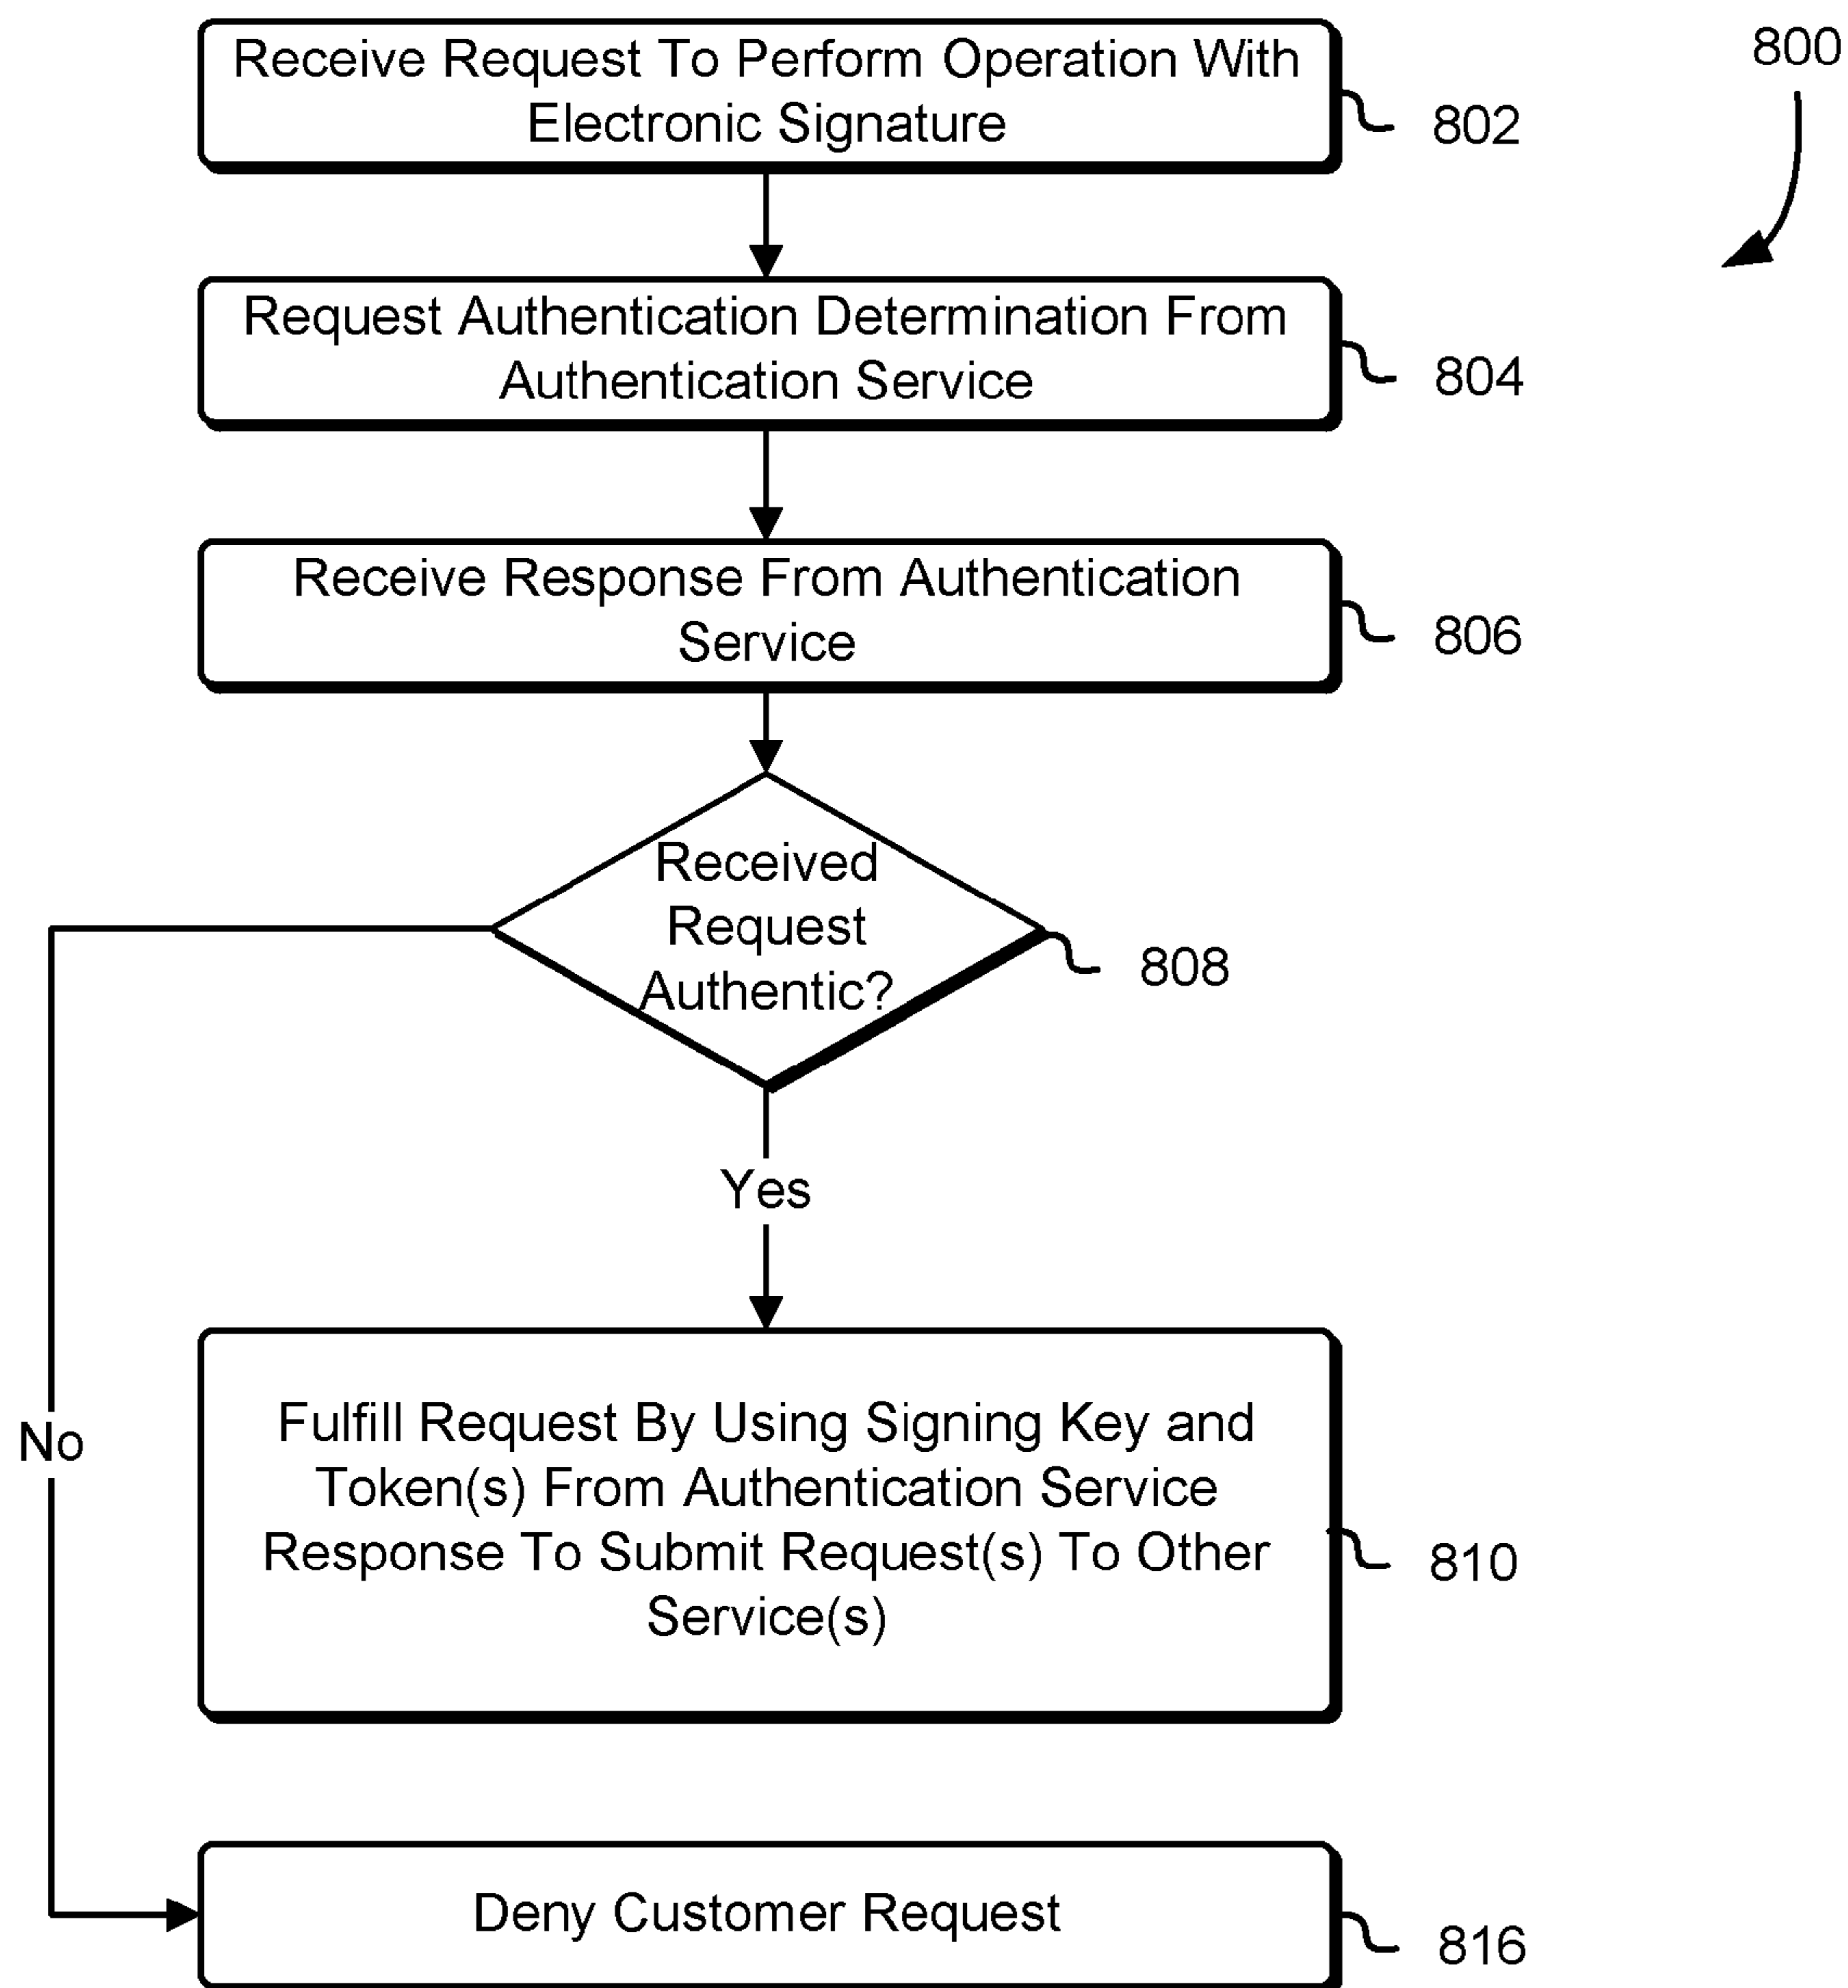 800
Receive Request To Perform Operation With
Electronic Signature
802
Request Authentication Determination From
Authentication Service
804
Receive Response From Authentication
Service
806
Received
Request
Authentic?
808
Yes
No
Fulfill Request By Using Signing Key and
Token(s) From Authentication Service
Response To Submit Request(s) To Other
Service(s)
810
Deny Customer Request
816